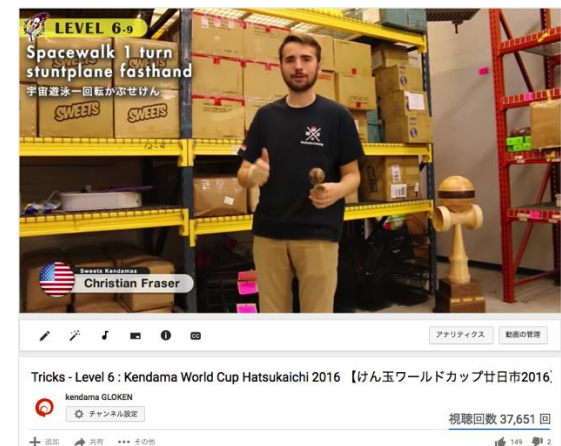 LEVEL 6-9
Spacewalk 1 turn
stuntplane fasthand
宇宙遊泳一回転かぶせけん
SWEETS
SWEETS
Sweets Kendamas
Christian Fraser
アナリティクス
動画の管理
Tricks - Level 6 : Kendama World Cup Hatsukaichi 2016 【けん玉ワールドカップ廿日市2016】
kendama GLOKEN
チャンネル設定
視聴回数 37,651 回
追加
共有
その他
149
2